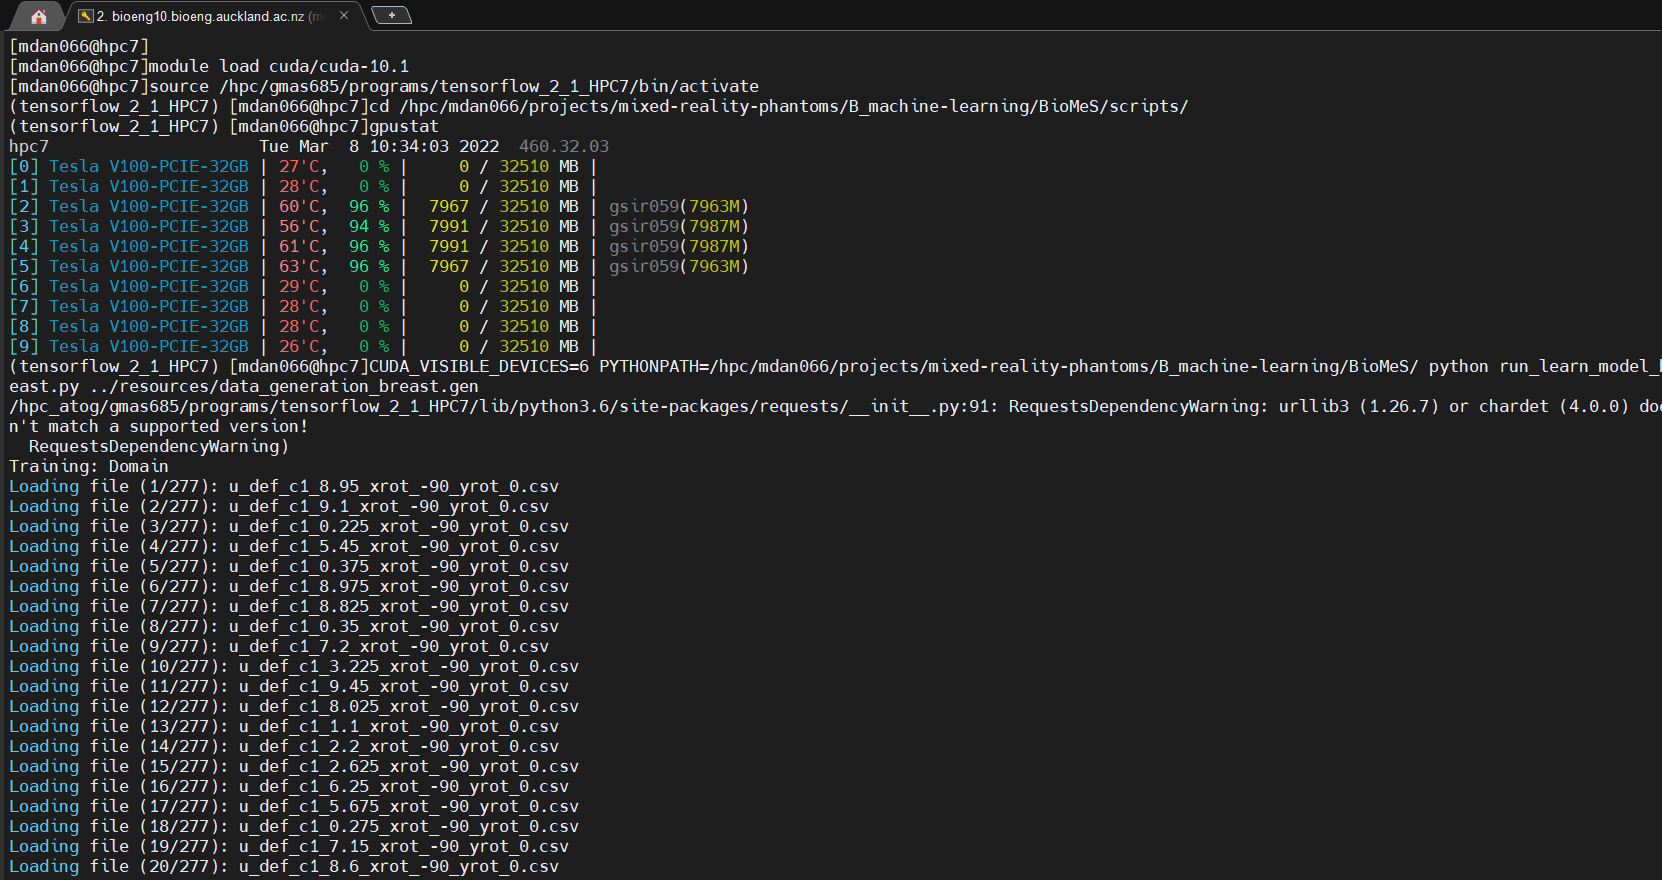 2. bioeng10.bioeng.auckland.ac.nz (m
[mdan066@hpc7]
[mdan066@hpc7]module load cuda/cuda-10.1
[mdan066@hpc7]source /hpc/gmas685/programs/tensorflow_2_1_HPC7/bin/activate
(tensorflow_2_1_HPC7) [mdan066@hpc7]cd /hpc/mdan066/projects/mixed-reality-phantoms/B_machine-learning/BioMeS/scripts/
(tensorflow_2_1_HPC7) [mdan066@hpc7]gpustat
hpc7                     Tue Mar  8 10:34:03 2022  460.32.03
[0] Tesla V100-PCIE-32GB | 27'C,   0 % |     0 / 32510 MB |
[1] Tesla V100-PCIE-32GB | 28'C,   0 % |     0 / 32510 MB |
[2] Tesla V100-PCIE-32GB | 60'C,  96 % |  7967 / 32510 MB | gsir059(7963M)
[3] Tesla V100-PCIE-32GB | 56'C,  94 % |  7991 / 32510 MB | gsir059(7987M)
[4] Tesla V100-PCIE-32GB | 61'C,  96 % |  7991 / 32510 MB | gsir059(7987M)
[5] Tesla V100-PCIE-32GB | 63'C,  96 % |  7967 / 32510 MB | gsir059(7963M)
[6] Tesla V100-PCIE-32GB | 29'C,   0 % |     0 / 32510 MB |
[7] Tesla V100-PCIE-32GB | 28'C,   0 % |     0 / 32510 MB |
[8] Tesla V100-PCIE-32GB | 28'C,   0 % |     0 / 32510 MB |
[9] Tesla V100-PCIE-32GB | 26'C,   0 % |     0 / 32510 MB |
(tensorflow_2_1_HPC7) [mdan066@hpc7]CUDA_VISIBLE_DEVICES=6 PYTHONPATH=/hpc/mdan066/projects/mixed-reality-phantoms/B_machine-learning/BioMeS/ python run_learn_model_b
east.py ../resources/data_generation_breast.gen
/hpc_atog/gmas685/programs/tensorflow_2_1_HPC7/lib/python3.6/site-packages/requests/__init__.py:91: RequestsDependencyWarning: urllib3 (1.26.7) or chardet (4.0.0) doe
n't match a supported version!
  RequestsDependencyWarning)
Training: Domain
Loading file (1/277): u_def_c1_8.95_xrot_-90_yrot_0.csv
Loading file (2/277): u_def_c1_9.1_xrot_-90_yrot_0.csv
Loading file (3/277): u_def_c1_0.225_xrot_-90_yrot_0.csv
Loading file (4/277): u_def_c1_5.45_xrot_-90_yrot_0.csv
Loading file (5/277): u_def_c1_0.375_xrot_-90_yrot_0.csv
Loading file (6/277): u_def_c1_8.975_xrot_-90_yrot_0.csv
Loading file (7/277): u_def_c1_8.825_xrot_-90_yrot_0.csv
Loading file (8/277): u_def_c1_0.35_xrot_-90_yrot_0.csv
Loading file (9/277): u_def_c1_7.2_xrot_-90_yrot_0.csv
Loading file (10/277): u_def_c1_3.225_xrot_-90_yrot_0.csv
Loading file (11/277): u_def_c1_9.45_xrot_-90_yrot_0.csv
Loading file (12/277): u_def_c1_8.025_xrot_-90_yrot_0.csv
Loading file (13/277): u_def_c1_1.1_xrot_-90_yrot_0.csv
Loading file (14/277): u_def_c1_2.2_xrot_-90_yrot_0.csv
Loading file (15/277): u_def_c1_2.625_xrot_-90_yrot_0.csv
Loading file (16/277): u_def_c1_6.25_xrot_-90_yrot_0.csv
Loading file (17/277): u_def_c1_5.675_xrot_-90_yrot_0.csv
Loading file (18/277): u_def_c1_0.275_xrot_-90_yrot_0.csv
Loading file (19/277): u_def_c1_7.15_xrot_-90_yrot_0.csv
Loading file (20/277): u_def_c1_8.6_xrot_-90_yrot_0.csv